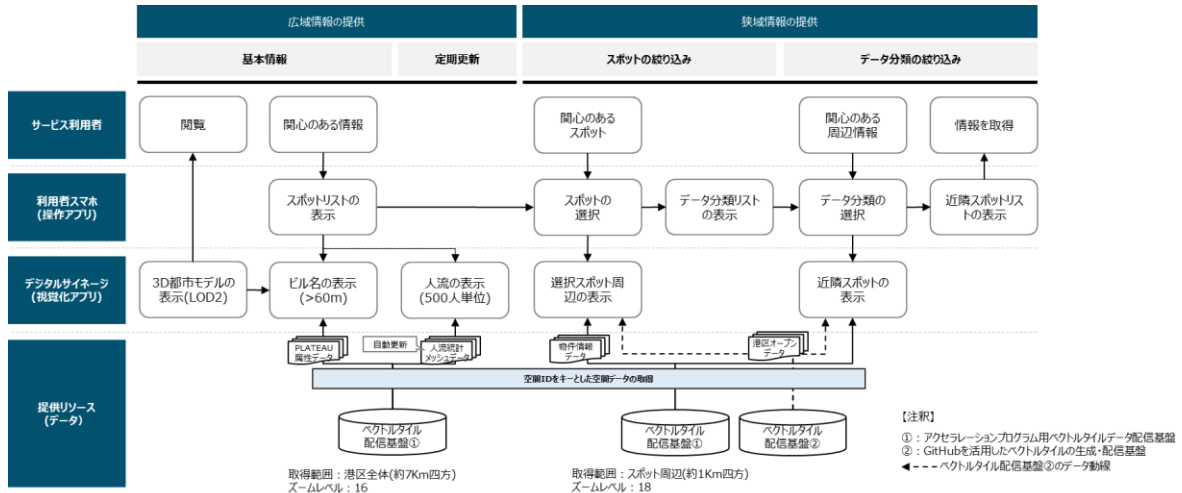 広域情報の提供
狭域情報の提供
基本情報
定期更新
スポットの絞り込み
データ分類の絞り込み
サービス利用者
閲覧
関心のある情報
関心のある
スポット
関心のある
周辺情報
情報を取得
利用者スマホ
(操作アプリ)
スポットリストの
表示
スポットの
選択
データ分類リスト
の表示
データ分類の
選択
近隣スポットリス
トの表示
デジタルサイネージ
(視覚化アプリ)
3D都市モデルの
表示(LOD2)
ビル名の表示
(>60m)
人流の表示
(500人単位)
選択スポット周
辺の表示
近隣スポットの
表示
提供リソース
(データ)
PLATEAU
属性データ
自動更新
人流統計
メッシュデータ
物件情報
データ
港区オープン
データ
空間IDをキーとした空間データの取得
ベクトルタイル
配信基盤①
ベクトルタイル
配信基盤①
ベクトルタイル
配信基盤②
取得範囲：港区全体(約7Km四方)
ズームレベル：16
取得範囲：スポット周辺(約1Km四方)
ズームレベル：18
【注釈】
①：アクセラレーションプログラム用ベクトルタイルデータ配信基盤
②：GitHubを活用したベクトルタイルの生成・配信基盤
ベクトルタイル配信基盤②のデータ動線